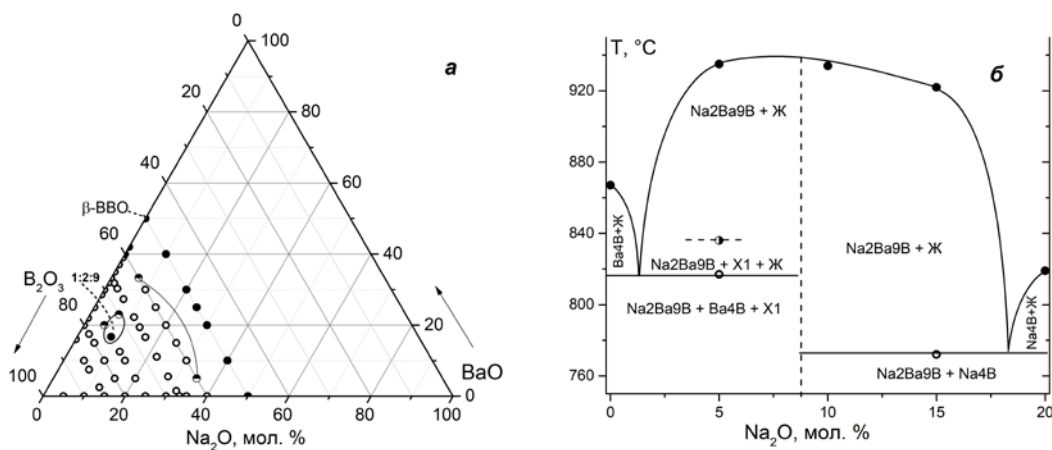 0
100
а
20
80
40
60
β-BBO
60
40
B₂O₃
1:2:9
80
20
100
BaO
0
0
20
40
60
80
100
Na₂O, мол. %
T, °C
б
920
Na2Ba9B + Ж
880
Ba4B+Ж
840
Na2Ba9B + Ж
Na2Ba9B + X1 + Ж
Na4B+Ж
800
Na2Ba9B + Ba4B + X1
760
Na2Ba9B + Na4B
0
5
10
15
20
Na₂O, мол. %